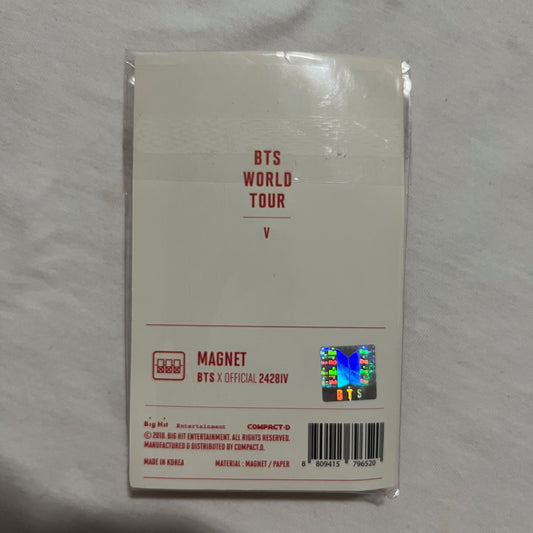 BTS
WORLD
TOUR
V
MAGNET
BTS X OFFICIAL 2428IV
BTS
Big Hit Entertainment COMPACT·D
© 2018. BIG HIT ENTERTAINMENT. ALL RIGHTS RESERVED.
MANUFACTURED & DISTRIBUTED BY COMPACT.D.
MADE IN KOREA MATERIAL : MAGNET / PAPER
8 809415 796520